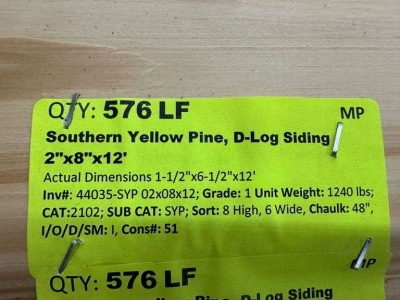 QTY: 576 LF
MP
Southern Yellow Pine, D-Log Siding
2"x8"x12'
Actual Dimensions 1-1/2"x6-1/2"x12'
Inv#: 44035-SYP 02x08x12; Grade: 1 Unit Weight: 1240 lbs;
CAT:2102; SUB CAT: SYP; Sort: 8 High, 6 Wide, Chaulk: 48",
I/O/D/SM: I, Cons#: 51
QTY: 576 LF
MP
Pine, D-Log Siding